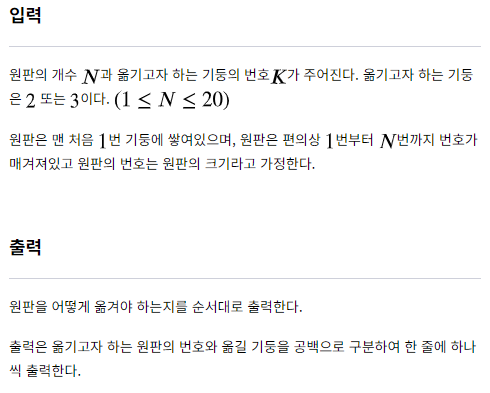 입력
원판의 개수 N과 옮기고자 하는 기둥의 번호K가 주어진다. 옮기고자 하는 기둥
은 2 또는 3이다. (1 ≤ N ≤ 20)
원판은 맨 처음 1번 기둥에 쌓여있으며, 원판은 편의상 1번부터 N번까지 번호가
매겨져있고 원판의 번호는 원판의 크기라고 가정한다.
출력
원판을 어떻게 옮겨야 하는지를 순서대로 출력한다.
출력은 옮기고자 하는 원판의 번호와 옮길 기둥을 공백으로 구분하여 한 줄에 하나
씩 출력한다.